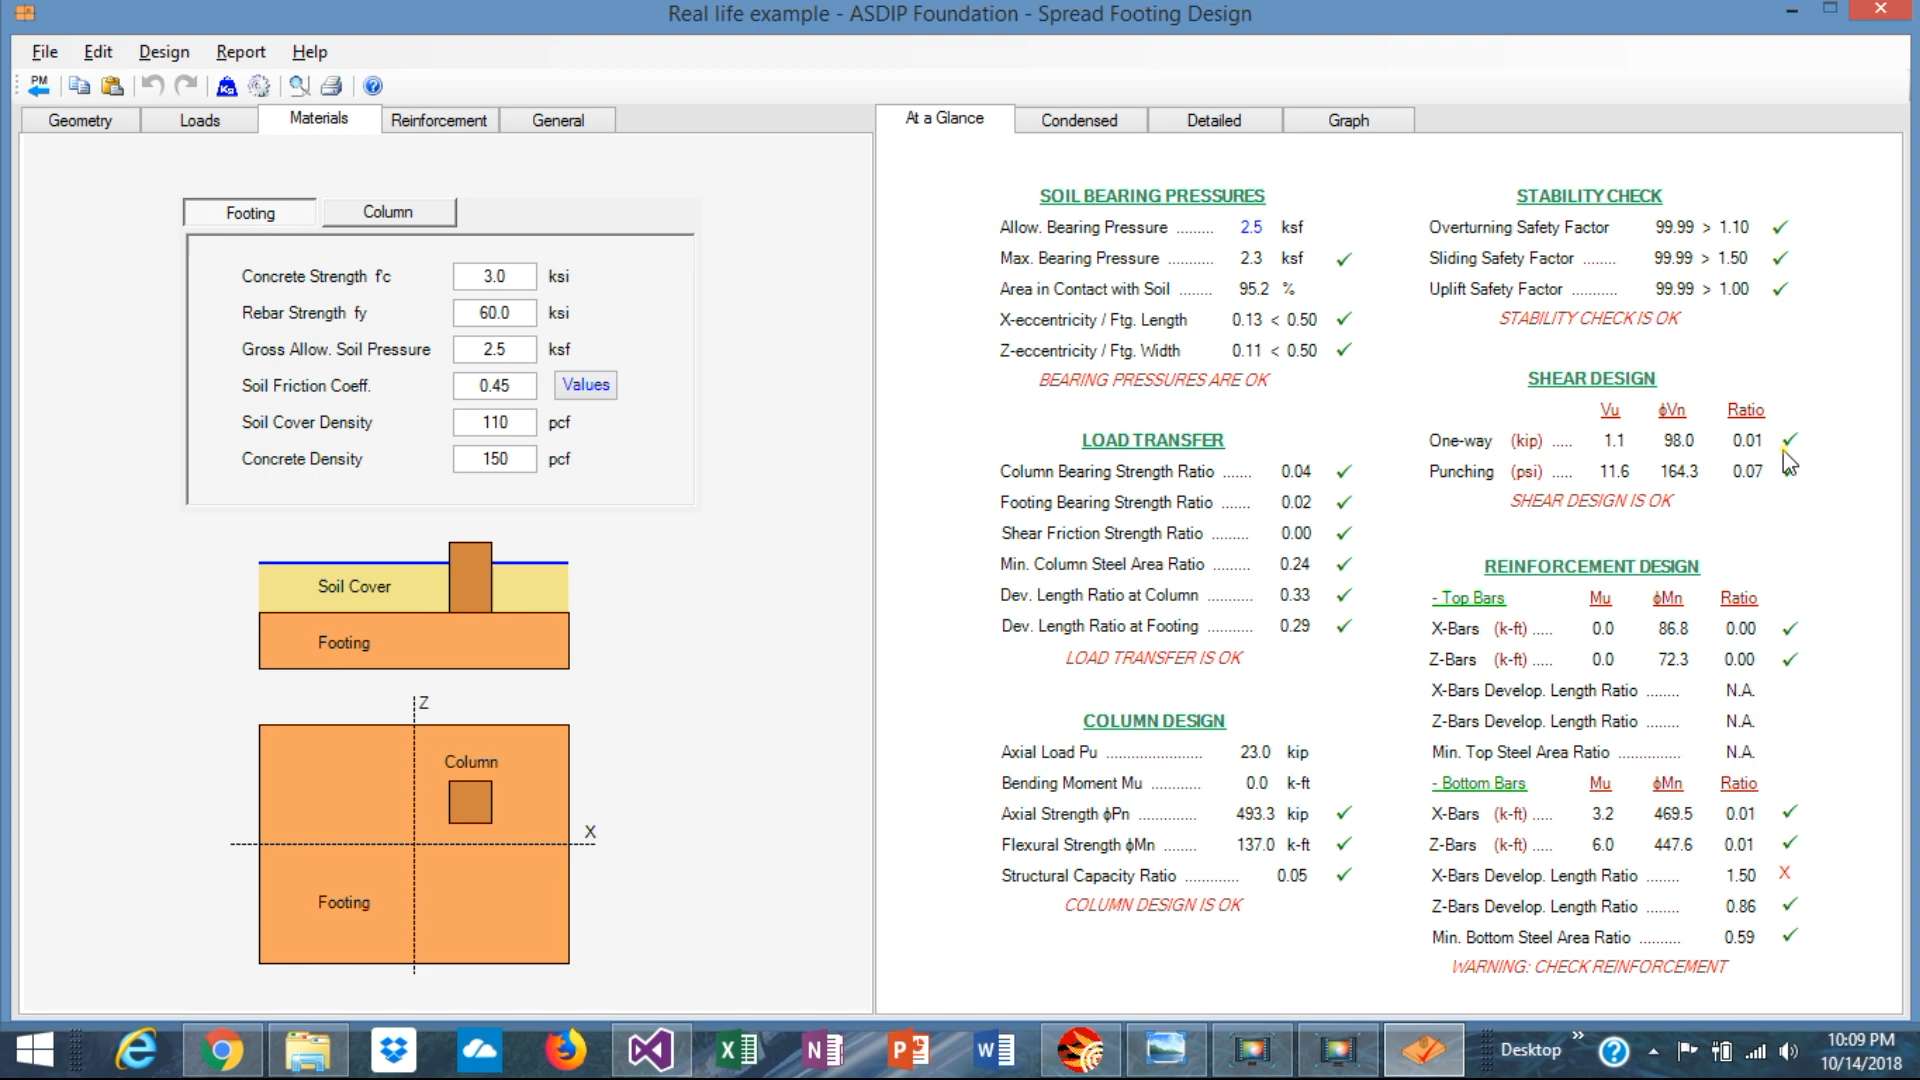 Real life example - ASDIP Foundation - Spread Footing Design
File Edit Design Report Help
PM
Kg
Geometry Loads Materials Reinforcement General
At a Glance Condensed Detailed Graph
Footing Column
Concrete Strength f'c 3.0 ksi
Rebar Strength fy 60.0 ksi
Gross Allow. Soil Pressure 2.5 ksf
Soil Friction Coeff. 0.45 Values
Soil Cover Density 110 pcf
Concrete Density 150 pcf
Soil Cover
Footing
Z
Column
X
Footing
SOIL BEARING PRESSURES
Allow. Bearing Pressure ........ 2.5 ksf
Max. Bearing Pressure ........... 2.3 ksf ✓
Area in Contact with Soil ....... 95.2 %
X-eccentricity / Ftg. Length 0.13 < 0.50 ✓
Z-eccentricity / Ftg. Width 0.11 < 0.50 ✓
BEARING PRESSURES ARE OK
LOAD TRANSFER
Column Bearing Strength Ratio ....... 0.04 ✓
Footing Bearing Strength Ratio ....... 0.02 ✓
Shear Friction Strength Ratio ......... 0.00 ✓
Min. Column Steel Area Ratio ......... 0.24 ✓
Dev. Length Ratio at Column ........... 0.33 ✓
Dev. Length Ratio at Footing ........... 0.29 ✓
LOAD TRANSFER IS OK
COLUMN DESIGN
Axial Load Pu ....................... 23.0 kip
Bending Moment Mu ............ 0.0 k-ft
Axial Strength ϕPn .............. 493.3 kip ✓
Flexural Strength ϕMn ........ 137.0 k-ft ✓
Structural Capacity Ratio ............. 0.05 ✓
COLUMN DESIGN IS OK
STABILITY CHECK
Overturning Safety Factor 99.99 > 1.10 ✓
Sliding Safety Factor ........ 99.99 > 1.50 ✓
Uplift Safety Factor ........... 99.99 > 1.00 ✓
STABILITY CHECK IS OK
SHEAR DESIGN
Vu ϕVn Ratio
One-way (kip) ..... 1.1 98.0 0.01 ✓
Punching (psi) ..... 11.6 164.3 0.07 ✓
SHEAR DESIGN IS OK
REINFORCEMENT DESIGN
- Top Bars Mu ϕMn Ratio
X-Bars (k-ft) ..... 0.0 86.8 0.00 ✓
Z-Bars (k-ft) ..... 0.0 72.3 0.00 ✓
X-Bars Develop. Length Ratio ........ N.A.
Z-Bars Develop. Length Ratio ........ N.A.
Min. Top Steel Area Ratio ............... N.A.
- Bottom Bars Mu ϕMn Ratio
X-Bars (k-ft) ..... 3.2 469.5 0.01 ✓
Z-Bars (k-ft) ..... 6.0 447.6 0.01 ✓
X-Bars Develop. Length Ratio ........ 1.50 X
Z-Bars Develop. Length Ratio ........ 0.86 ✓
Min. Bottom Steel Area Ratio .......... 0.59 ✓
WARNING: CHECK REINFORCEMENT
Desktop
10:09 PM
10/14/2018